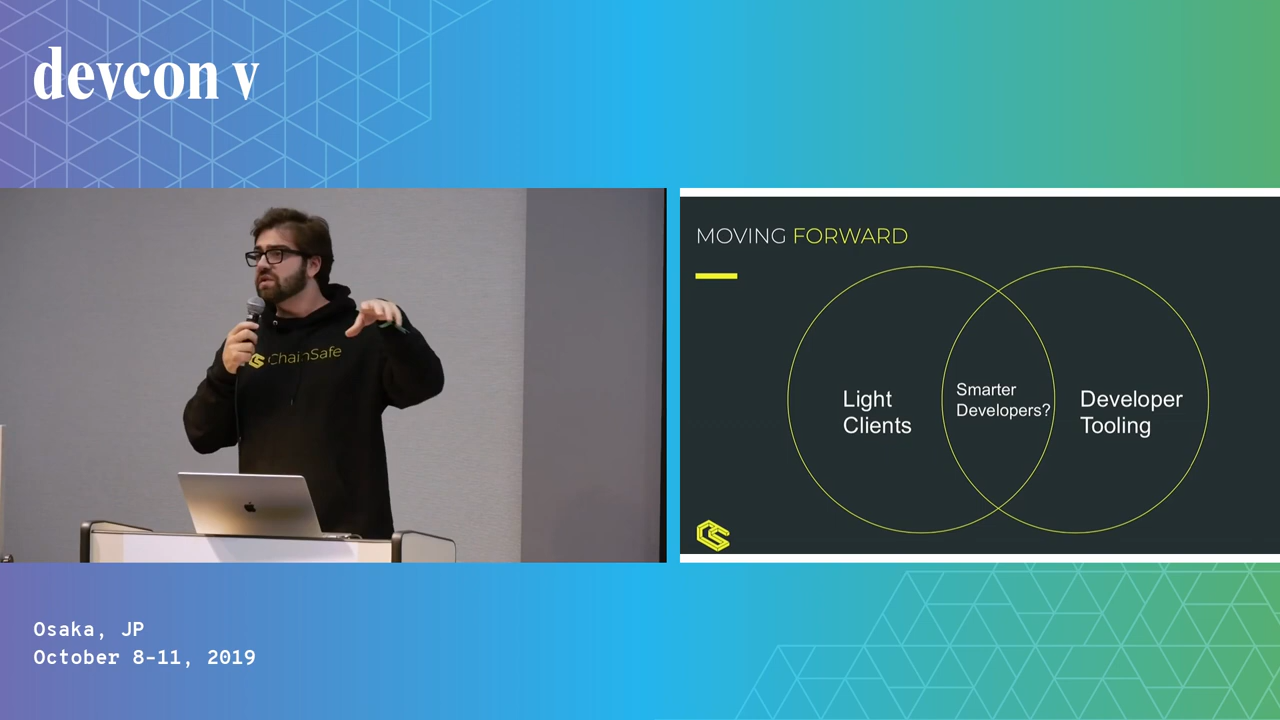 devcon v
ChainSafe
MOVING FORWARD
Light
Clients
Smarter
Developers?
Developer
Tooling
Osaka, JP
October 8-11, 2019